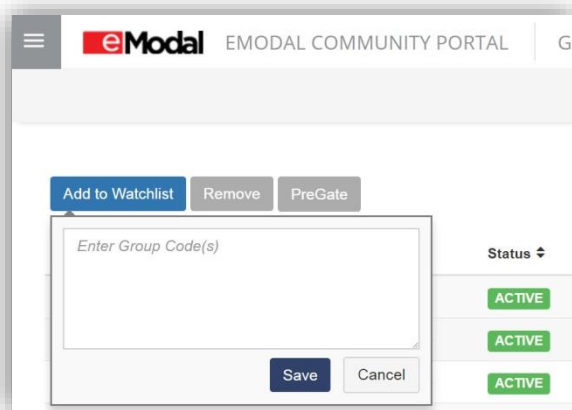 eModal EMODAL COMMUNITY PORTAL G
Add to Watchlist Remove PreGate
Enter Group Code(s)
Status
ACTIVE
ACTIVE
Save Cancel ACTIVE